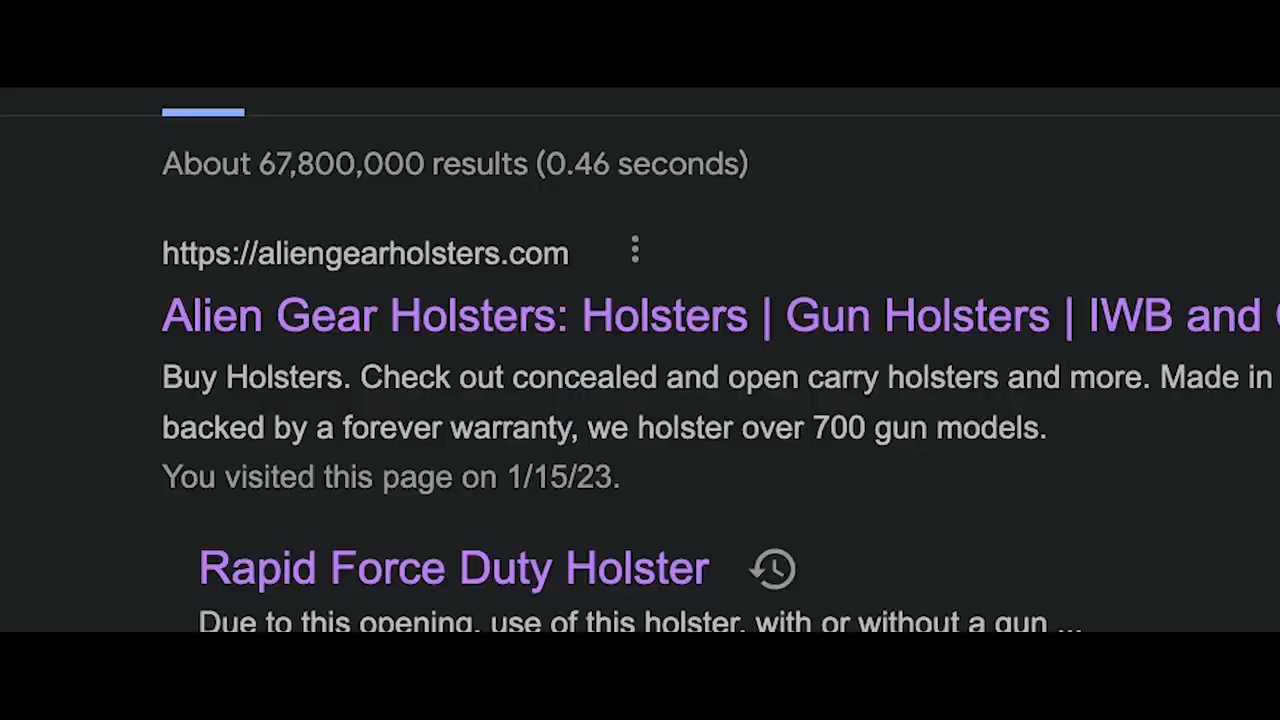 About 67,800,000 results (0.46 seconds)
https://aliengearholsters.com
Alien Gear Holsters: Holsters | Gun Holsters | IWB and
Buy Holsters. Check out concealed and open carry holsters and more. Made in
backed by a forever warranty, we holster over 700 gun models.
You visited this page on 1/15/23.
Rapid Force Duty Holster
Due to this opening, use of this holster, with or without a gun ...